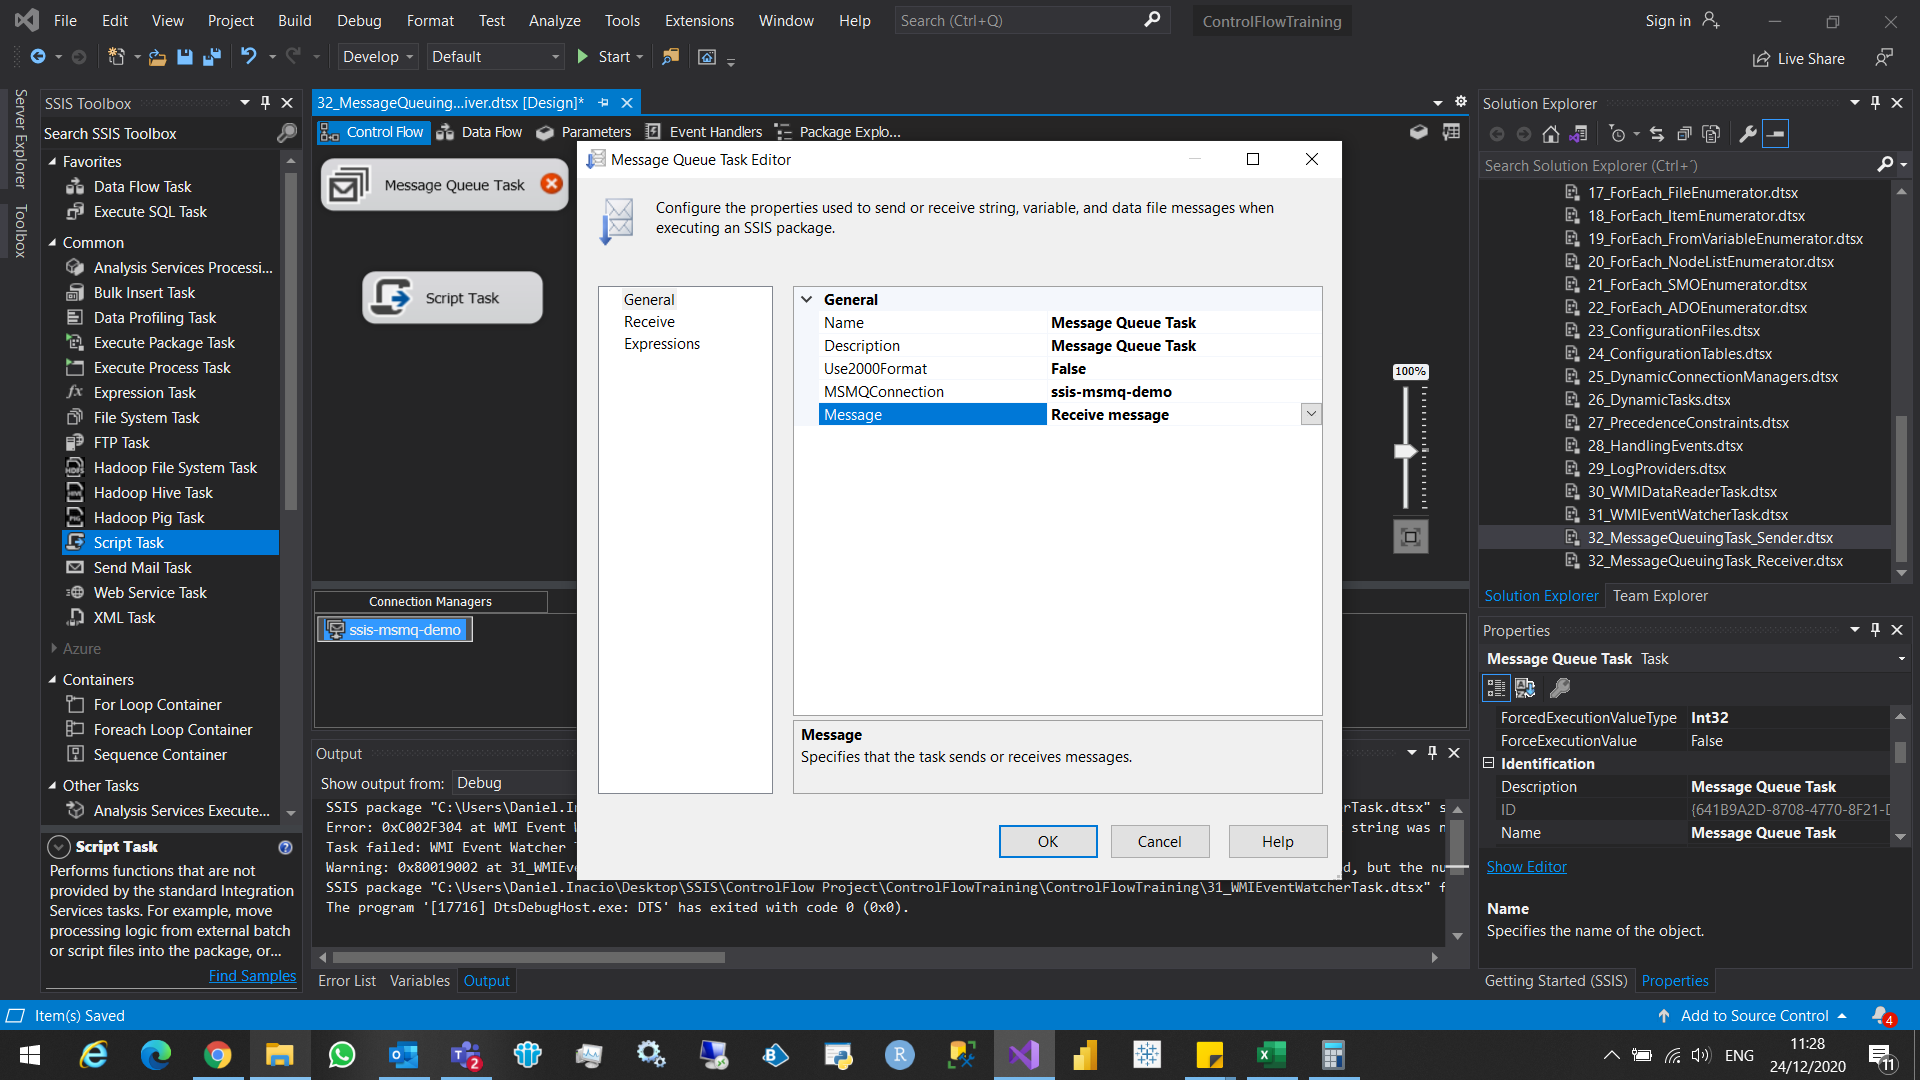 File Edit View Project Build Debug Format Test Analyze Tools Extensions Window Help Search (Ctrl+Q) ControlFlowTraining Sign in
Develop Default Start Live Share
Server Explorer
Toolbox
SSIS Toolbox
Search SSIS Toolbox
Favorites
Data Flow Task
Execute SQL Task
Common
Analysis Services Processi...
Bulk Insert Task
Data Profiling Task
Execute Package Task
Execute Process Task
Expression Task
File System Task
FTP Task
Hadoop File System Task
Hadoop Hive Task
Hadoop Pig Task
Script Task
Send Mail Task
Web Service Task
XML Task
Azure
Containers
For Loop Container
Foreach Loop Container
Sequence Container
Other Tasks
Analysis Services Execute...
Script Task
Performs functions that are not
provided by the standard Integration
Services tasks. For example, move
processing logic from external batch
or script files into the package, or...
Find Samples
32_MessageQueuing...iver.dtsx [Design]*
Control Flow Data Flow Parameters Event Handlers Package Explo...
Message Queue Task
Script Task
100%
Connection Managers
ssis-msmq-demo
Message Queue Task Editor
Configure the properties used to send or receive string, variable, and data file messages when
executing an SSIS package.
General
Receive
Expressions
General
Name Message Queue Task
Description Message Queue Task
Use2000Format False
MSMQConnection ssis-msmq-demo
Message Receive message
Message
Specifies that the task sends or receives messages.
OK Cancel Help
Output
Show output from: Debug
SSIS package "C:\Users\Daniel.In erTask.dtsx" s
Error: 0xC002F304 at WMI Event W string was n
Task failed: WMI Event Watcher
Warning: 0x80019002 at 31_WMIEve d, but the nu
SSIS package "C:\Users\Daniel.Inacio\Desktop\SSIS\ControlFlow Project\ControlFlowTraining\ControlFlowTraining\31_WMIEventWatcherTask.dtsx" f
The program '[17716] DtsDebugHost.exe: DTS' has exited with code 0 (0x0).
Error List Variables Output
Solution Explorer
Search Solution Explorer (Ctrl+´)
17_ForEach_FileEnumerator.dtsx
18_ForEach_ItemEnumerator.dtsx
19_ForEach_FromVariableEnumerator.dtsx
20_ForEach_NodeListEnumerator.dtsx
21_ForEach_SMOEnumerator.dtsx
22_ForEach_ADOEnumerator.dtsx
23_ConfigurationFiles.dtsx
24_ConfigurationTables.dtsx
25_DynamicConnectionManagers.dtsx
26_DynamicTasks.dtsx
27_PrecedenceConstraints.dtsx
28_HandlingEvents.dtsx
29_LogProviders.dtsx
30_WMIDataReaderTask.dtsx
31_WMIEventWatcherTask.dtsx
32_MessageQueuingTask_Sender.dtsx
32_MessageQueuingTask_Receiver.dtsx
Solution Explorer Team Explorer
Properties
Message Queue Task Task
ForcedExecutionValueType Int32
ForceExecutionValue False
Identification
Description Message Queue Task
ID {641B9A2D-8708-4770-8F21-D
Name Message Queue Task
Show Editor
Name
Specifies the name of the object.
Getting Started (SSIS) Properties
Item(s) Saved Add to Source Control 4
2 ENG 11:28
24/12/2020 11